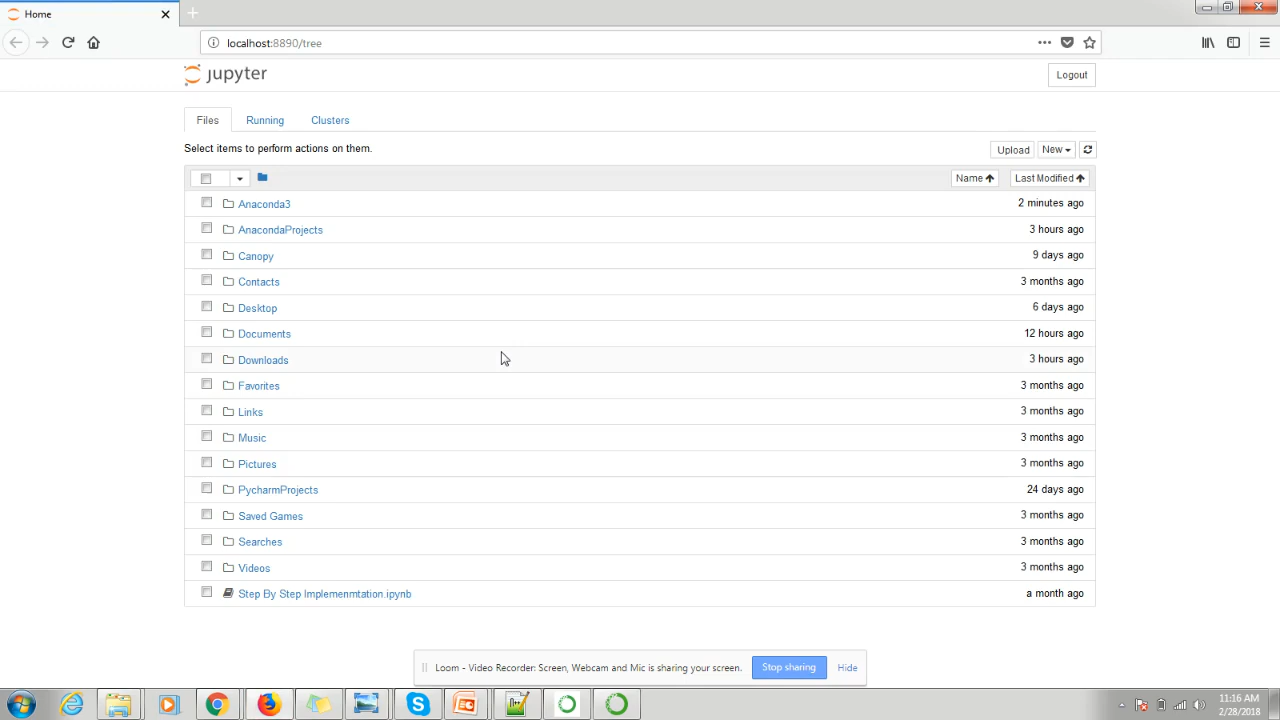 Home
localhost:8890/tree
jupyter
Logout
Files Running Clusters
Select items to perform actions on them.
Upload New
Name Last Modified
Anaconda3 2 minutes ago
AnacondaProjects 3 hours ago
Canopy 9 days ago
Contacts 3 months ago
Desktop 6 days ago
Documents 12 hours ago
Downloads 3 hours ago
Favorites 3 months ago
Links 3 months ago
Music 3 months ago
Pictures 3 months ago
PycharmProjects 24 days ago
Saved Games 3 months ago
Searches 3 months ago
Videos 3 months ago
Step By Step Implemenmtation.ipynb a month ago
Loom - Video Recorder: Screen, Webcam and Mic is sharing your screen. Stop sharing Hide
11:16 AM
2/28/2018